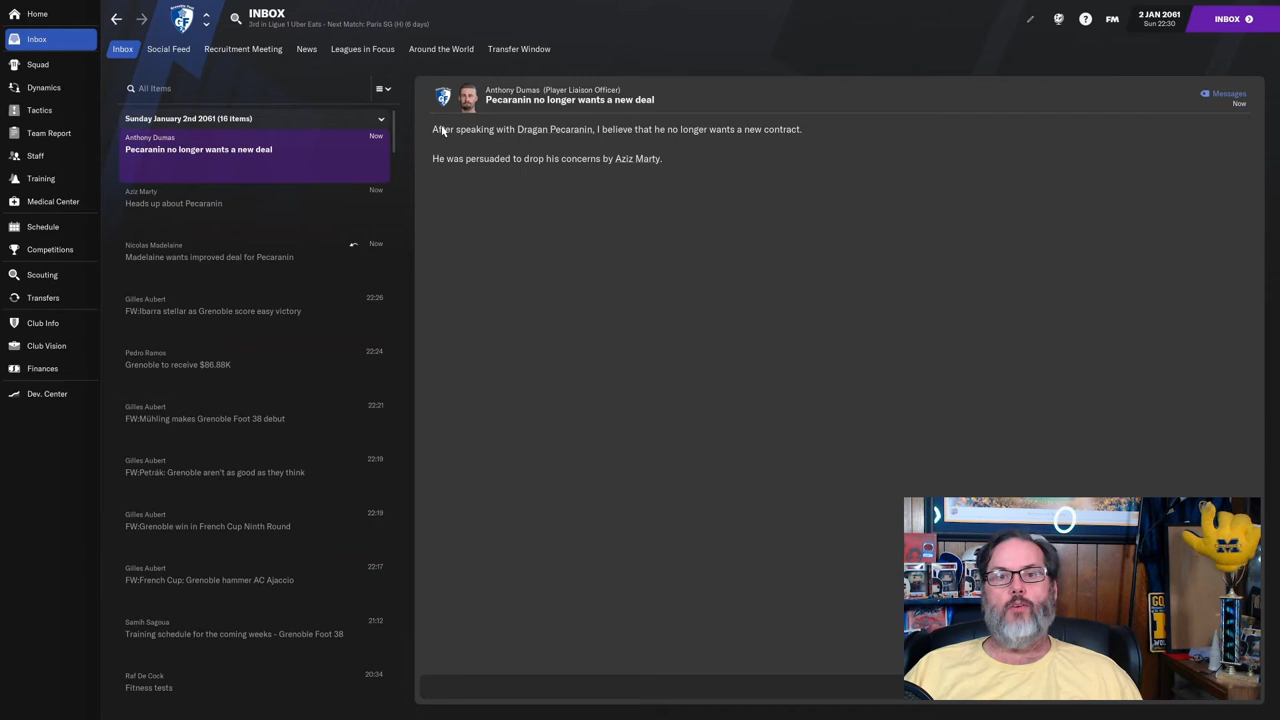 Home
Inbox
Squad
Dynamics
Tactics
Team Report
Staff
Training
Medical Center
Schedule
Competitions
Scouting
Transfers
Club Info
Club Vision
Finances
Dev. Center
INBOX
3rd in Ligue 1 Uber Eats - Next Match: Paris SG (H) (6 days)
FM
2 JAN 2061
Sun 22:30
INBOX
Inbox
Social Feed
Recruitment Meeting
News
Leagues in Focus
Around the World
Transfer Window
All Items
Sunday January 2nd 2061 (16 items)
Anthony Dumas
Now
Pecaranin no longer wants a new deal
Aziz Marty
Now
Heads up about Pecaranin
Nicolas Madelaine
Now
Madelaine wants improved deal for Pecaranin
Gilles Aubert
22:26
FW:Ibarra stellar as Grenoble score easy victory
Pedro Ramos
22:24
Grenoble to receive $86.88K
Gilles Aubert
22:21
FW:Mühling makes Grenoble Foot 38 debut
Gilles Aubert
22:19
FW:Petrák: Grenoble aren't as good as they think
Gilles Aubert
22:19
FW:Grenoble win in French Cup Ninth Round
Gilles Aubert
22:17
FW:French Cup: Grenoble hammer AC Ajaccio
Samih Sagoua
21:12
Training schedule for the coming weeks - Grenoble Foot 38
Raf De Cock
20:34
Fitness tests
Anthony Dumas (Player Liaison Officer)
Pecaranin no longer wants a new deal
Messages
Now
After speaking with Dragan Pecaranin, I believe that he no longer wants a new contract.
He was persuaded to drop his concerns by Aziz Marty.